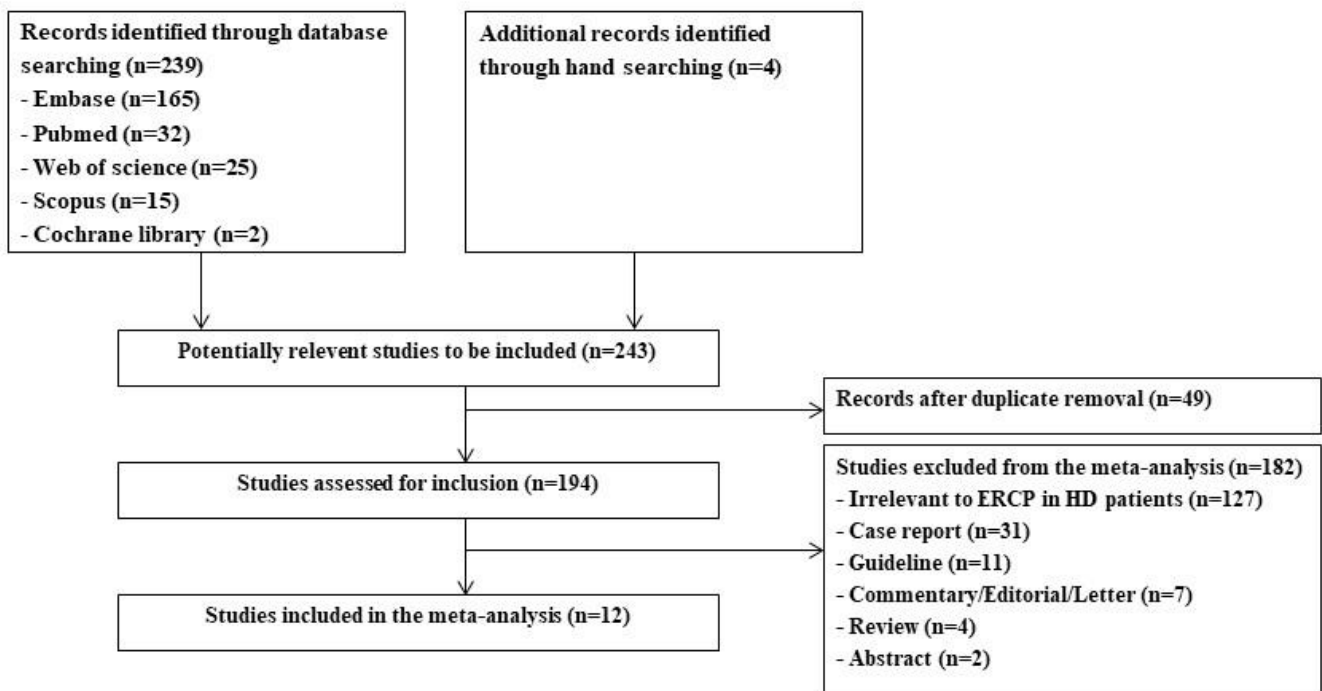 Records identified through database
searching (n=239)
- Embase (n=165)
- Pubmed (n=32)
- Web of science (n=25)
- Scopus (n=15)
- Cochrane library (n=2)
Additional records identified
through hand searching (n=4)
Potentially relevent studies to be included (n=243)
Records after duplicate removal (n=49)
Studies assessed for inclusion (n=194)
Studies excluded from the meta-analysis (n=182)
- Irrelevant to ERCP in HD patients (n=127)
- Case report (n=31)
- Guideline (n=11)
- Commentary/Editorial/Letter (n=7)
- Review (n=4)
- Abstract (n=2)
Studies included in the meta-analysis (n=12)